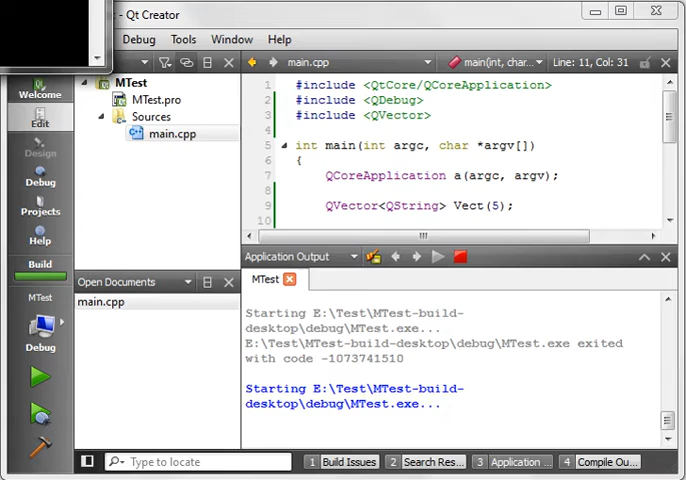 Qt Creator
Debug Tools Window Help
main.cpp
main(int, char...
Line: 11, Col: 31
Welcome
Edit
Design
Debug
Projects
Help
Build
MTest
Debug
MTest
MTest.pro
Sources
main.cpp
Open Documents
main.cpp
1 #include <QtCore/QCoreApplication>
2 #include <QDebug>
3 #include <QVector>
4
5 int main(int argc, char *argv[])
6 {
7 QCoreApplication a(argc, argv);
8
9 QVector<QString> Vect(5);
10
Application Output
MTest
Starting E:\Test\MTest-build-
desktop\debug\MTest.exe...
E:\Test\MTest-build-desktop\debug\MTest.exe exited
with code -1073741510
Starting E:\Test\MTest-build-
desktop\debug\MTest.exe...
Type to locate
1 Build Issues
2 Search Res...
3 Application ...
4 Compile Ou...